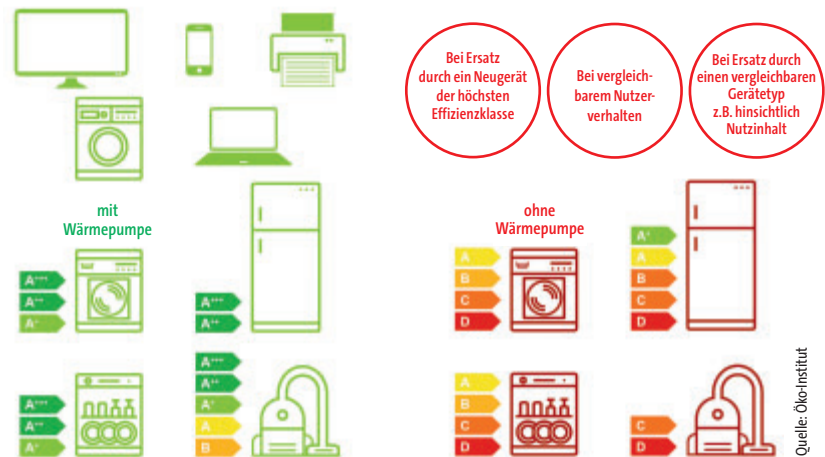 Bei Ersatz
durch ein Neugerät
der höchsten
Effizienzklasse
Bei vergleich-
barem Nutzer-
verhalten
Bei Ersatz durch
einen vergleichbaren
Gerätetyp
z.B. hinsichtlich
Nutzinhalt
mit
Wärmepumpe
A+++
A++
A+
A+++
A++
A+++
A++
A+
A+++
A++
A+
A
B
ohne
Wärmepumpe
A
B
C
D
A+
A
B
C
D
A
B
C
D
C
D
Quelle: Öko-Institut